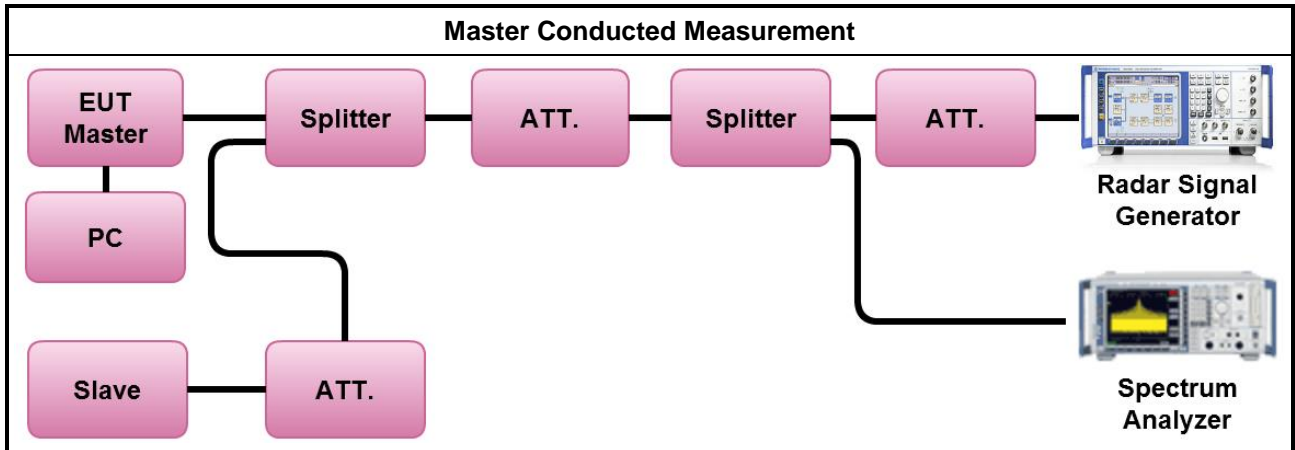 Master Conducted Measurement
EUT
Master
Splitter
ATT.
Splitter
ATT.
Radar Signal
Generator
PC
Slave
ATT.
Spectrum
Analyzer